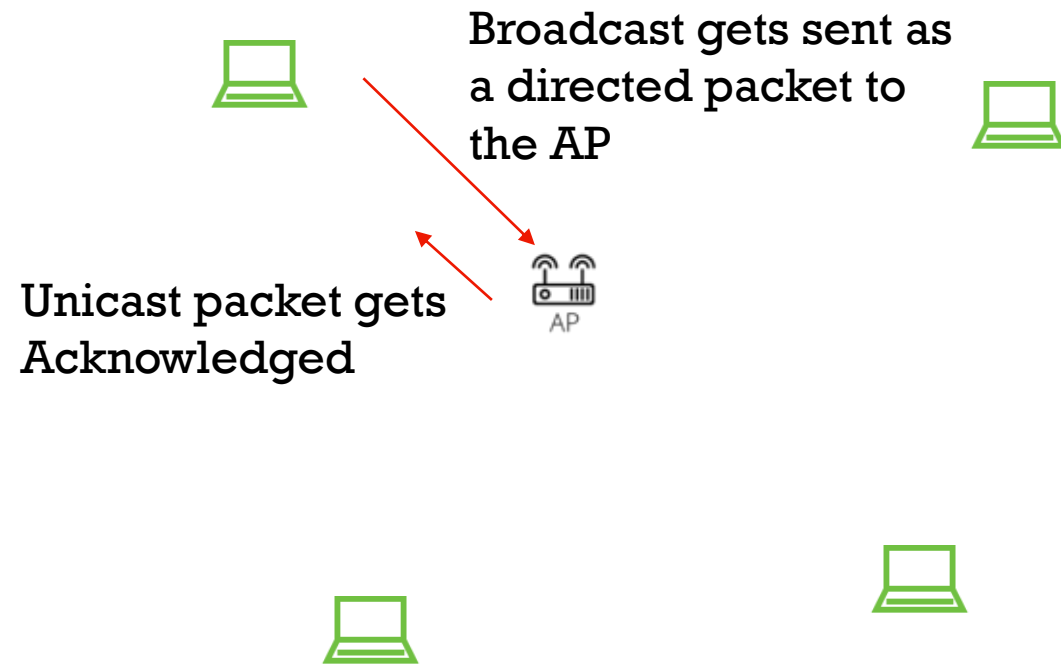 Broadcast gets sent as
a directed packet to
the AP
AP
Unicast packet gets
Acknowledged